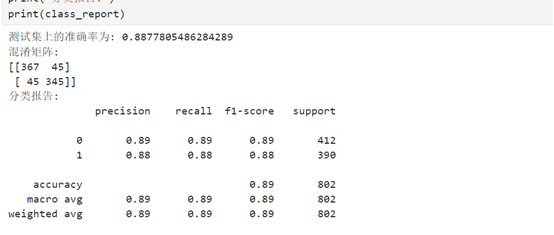 print(class_report)
测试集上的准确率为: 0.8877805486284289
混淆矩阵:
[[367  45]
 [ 45 345]]
分类报告:
              precision    recall  f1-score   support

           0       0.89      0.89      0.89       412
           1       0.88      0.88      0.88       390

    accuracy                           0.89       802
   macro avg       0.89      0.89      0.89       802
weighted avg       0.89      0.89      0.89       802